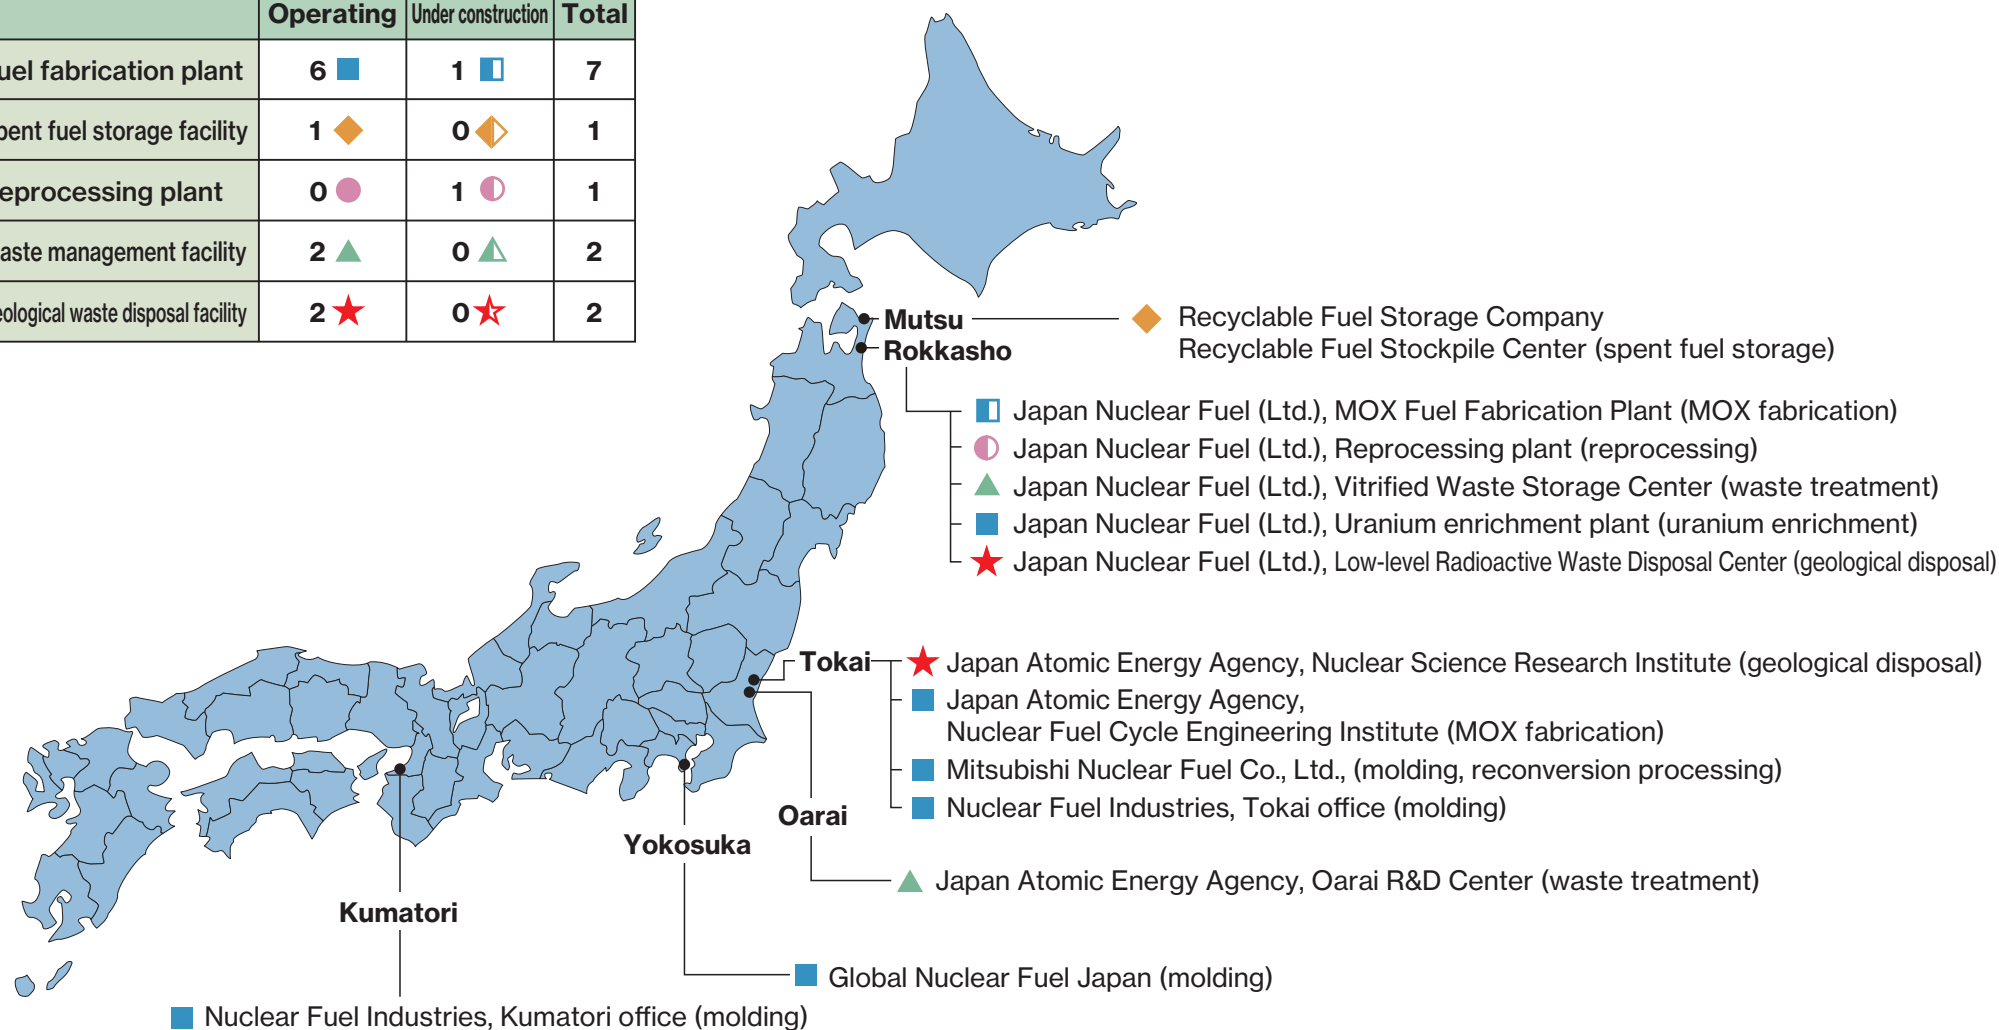 Operating Under construction Total
uel fabrication plant 6 1 7
pent fuel storage facility 1 0 1
eprocessing plant 0 1 1
aste management facility 2 0 2
eological waste disposal facility 2 0 2
Mutsu
Recyclable Fuel Storage Company
Recyclable Fuel Stockpile Center (spent fuel storage)
Rokkasho
Japan Nuclear Fuel (Ltd.), MOX Fuel Fabrication Plant (MOX fabrication)
Japan Nuclear Fuel (Ltd.), Reprocessing plant (reprocessing)
Japan Nuclear Fuel (Ltd.), Vitrified Waste Storage Center (waste treatment)
Japan Nuclear Fuel (Ltd.), Uranium enrichment plant (uranium enrichment)
Japan Nuclear Fuel (Ltd.), Low-level Radioactive Waste Disposal Center (geological disposal)
Tokai
Japan Atomic Energy Agency, Nuclear Science Research Institute (geological disposal)
Japan Atomic Energy Agency,
Nuclear Fuel Cycle Engineering Institute (MOX fabrication)
Mitsubishi Nuclear Fuel Co., Ltd., (molding, reconversion processing)
Nuclear Fuel Industries, Tokai office (molding)
Oarai
Japan Atomic Energy Agency, Oarai R&D Center (waste treatment)
Yokosuka
Global Nuclear Fuel Japan (molding)
Kumatori
Nuclear Fuel Industries, Kumatori office (molding)